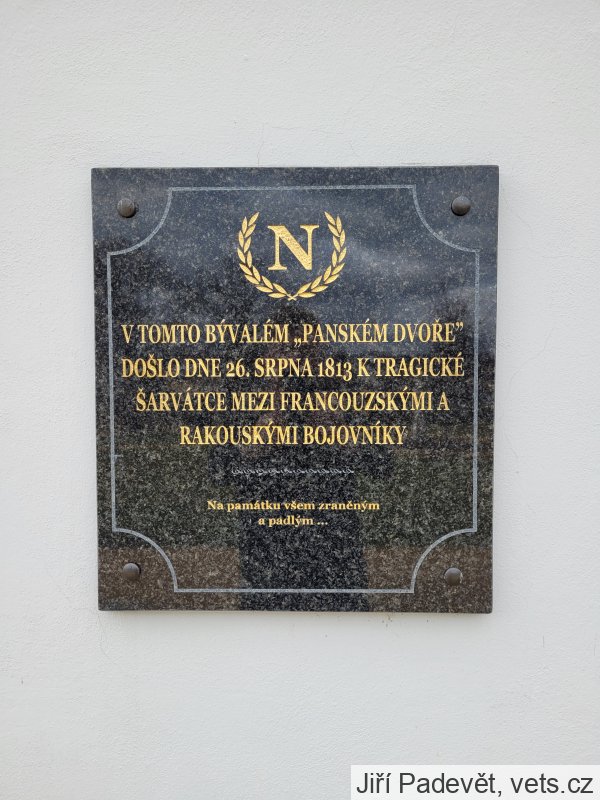 N
V TOMTO BÝVALÉM „PANSKÉM DVOŘE”
DOŠLO DNE 26. SRPNA 1813 K TRAGICKÉ
ŠARVÁTCE MEZI FRANCOUZSKÝMI A
RAKOUSKÝMI BOJOVNÍKY
Na památku všem zraněným
a padlým ...
Jiří Padevět, vets.cz